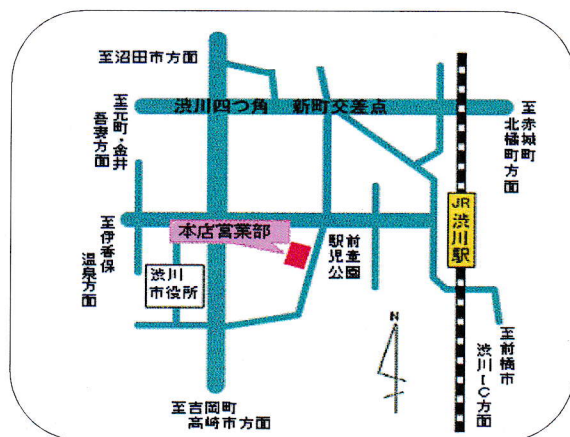 至沼田市方面
渋川四つ角 新町交差点
至元町・金井
吾妻方面
至赤城町
北橘町方面
JR
渋川駅
本店営業部
駅前
児童
公園
至伊香保
温泉方面
渋川
市役所
N
至前橋市
渋川IC方面
至吉岡町
高崎市方面